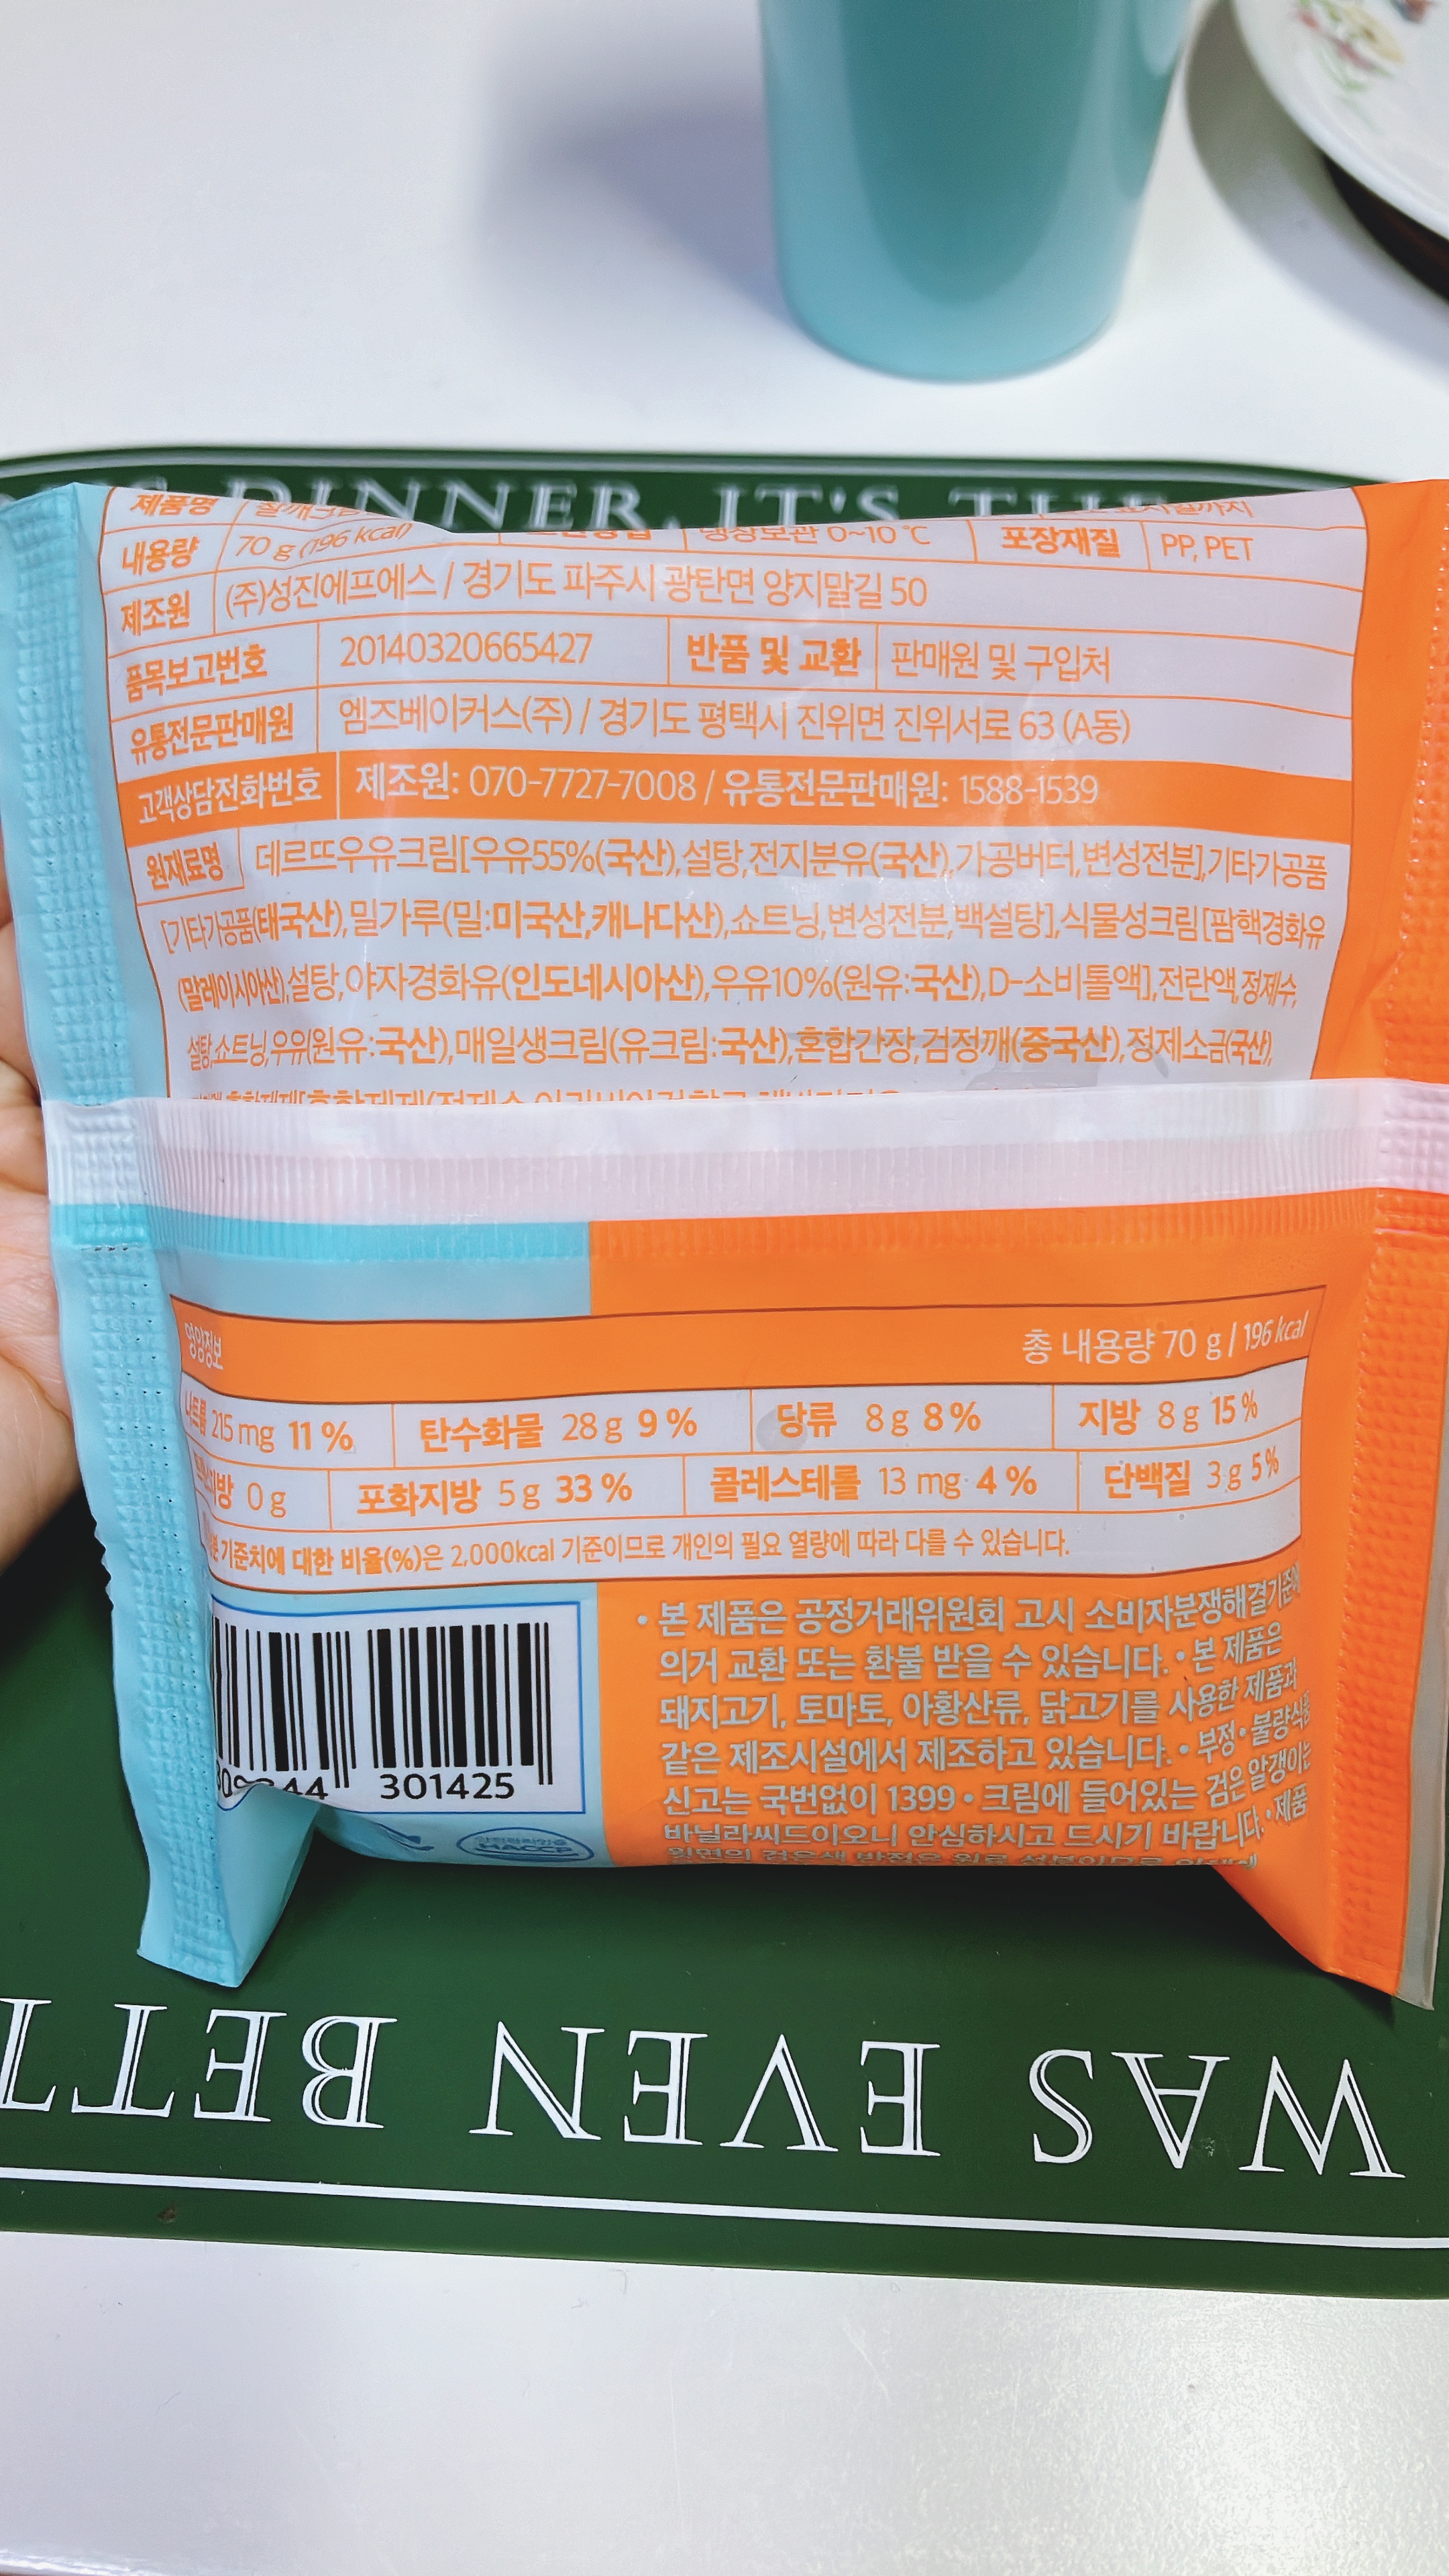 DINNER, IT'S THE
제품명
내용량 70 g (196 kcal) 냉장보관 0~10℃ 포장재질 PP, PET
제조원 (주)성진에프에스 / 경기도 파주시 광탄면 양지말길 50
품목보고번호 20140320665427 반품 및 교환 판매원 및 구입처
유통전문판매원 엠즈베이커스(주) / 경기도 평택시 진위면 진위서로 63 (A동)
고객상담전화번호 제조원: 070-7727-7008 / 유통전문판매원: 1588-1539
원재료명 데르뜨우유크림[우유55%(국산),설탕,전지분유(국산),가공버터,변성전분],기타가공품
[기타가공품(태국산),밀가루(밀:미국산,캐나다산),쇼트닝,변성전분,백설탕],식물성크림[팜핵경화유
(말레이시아산),설탕,야자경화유(인도네시아산),우유10%(원유:국산),D-소비톨액],전란액,정제수,
설탕,쇼트닝,우유(원유:국산),매일생크림(유크림:국산),혼합간장,검정깨(중국산),정제소금(국산),
영양정보 총 내용량 70 g / 196 kcal
나트륨 215 mg 11 % 탄수화물 28 g 9 % 당류 8 g 8 % 지방 8 g 15 %
0 g 포화지방 5 g 33 % 콜레스테롤 13 mg 4 % 단백질 3 g 5 %
기준치에 대한 비율(%)은 2,000kcal 기준이므로 개인의 필요 열량에 따라 다를 수 있습니다.
• 본 제품은 공정거래위원회 고시 소비자분쟁해결기준에
의거 교환 또는 환불 받을 수 있습니다. • 본 제품은
돼지고기, 토마토, 아황산류, 닭고기를 사용한 제품과
같은 제조시설에서 제조하고 있습니다. • 부정•불량식품
신고는 국번없이 1399 • 크림에 들어있는 검은 알갱이는
바닐라씨드이오니 안심하시고 드시기 바랍니다. • 제품
301425
HACCP
WAS EVEN BETT